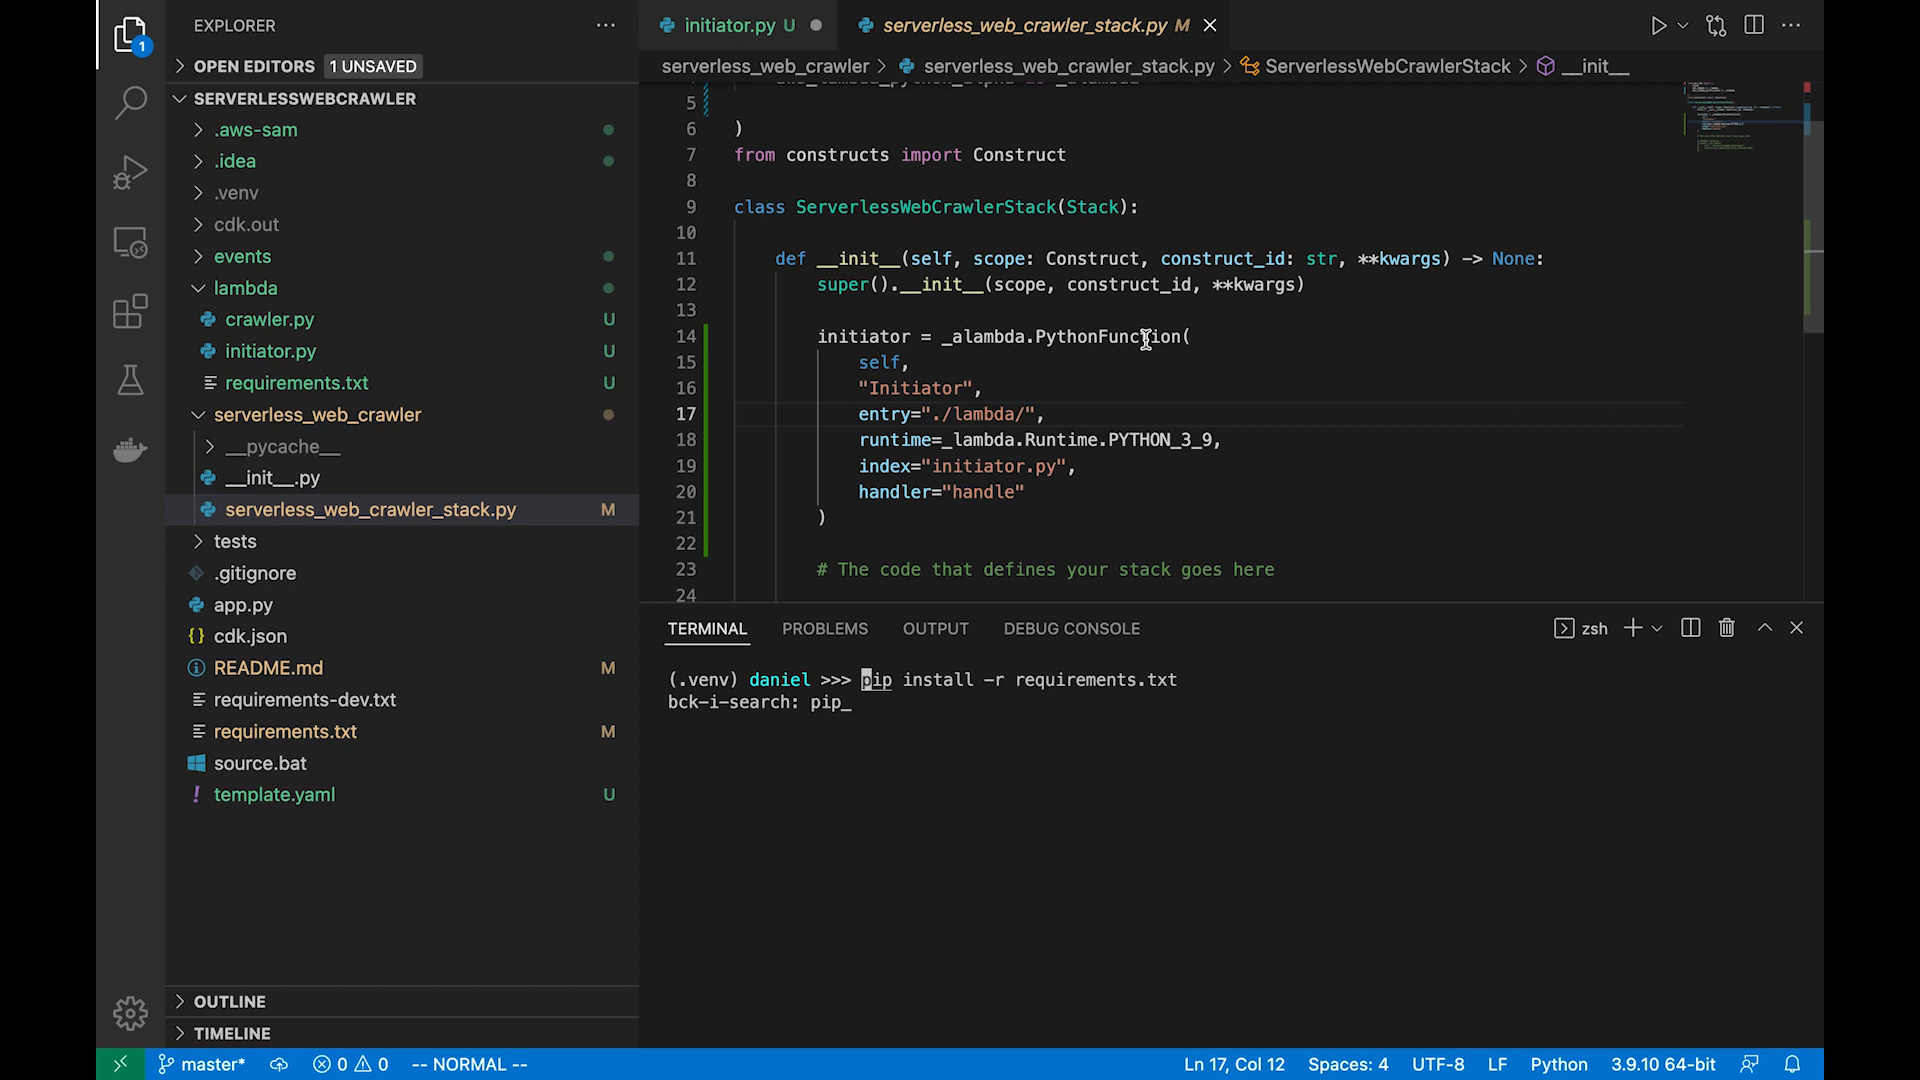 EXPLORER
1
OPEN EDITORS 1 UNSAVED
SERVERLESSWEBCRAWLER
.aws-sam
.idea
.venv
cdk.out
events
lambda
crawler.py U
initiator.py U
requirements.txt U
serverless_web_crawler
__pycache__
__init__.py
serverless_web_crawler_stack.py M
tests
.gitignore
app.py
cdk.json
README.md M
requirements-dev.txt
requirements.txt M
source.bat
template.yaml U
OUTLINE
TIMELINE
initiator.py U
serverless_web_crawler_stack.py M
serverless_web_crawler > serverless_web_crawler_stack.py > ServerlessWebCrawlerStack > __init__
5
6 )
7 from constructs import Construct
8
9 class ServerlessWebCrawlerStack(Stack):
10
11 def __init__(self, scope: Construct, construct_id: str, **kwargs) -> None:
12 super().__init__(scope, construct_id, **kwargs)
13
14 initiator = _alambda.PythonFunction(
15 self,
16 "Initiator",
17 entry="./lambda/",
18 runtime=_lambda.Runtime.PYTHON_3_9,
19 index="initiator.py",
20 handler="handle"
21 )
22
23 # The code that defines your stack goes here
24
TERMINAL PROBLEMS OUTPUT DEBUG CONSOLE zsh
(.venv) daniel >>> pip install -r requirements.txt
bck-i-search: pip_
master* 0 0 -- NORMAL -- Ln 17, Col 12 Spaces: 4 UTF-8 LF Python 3.9.10 64-bit